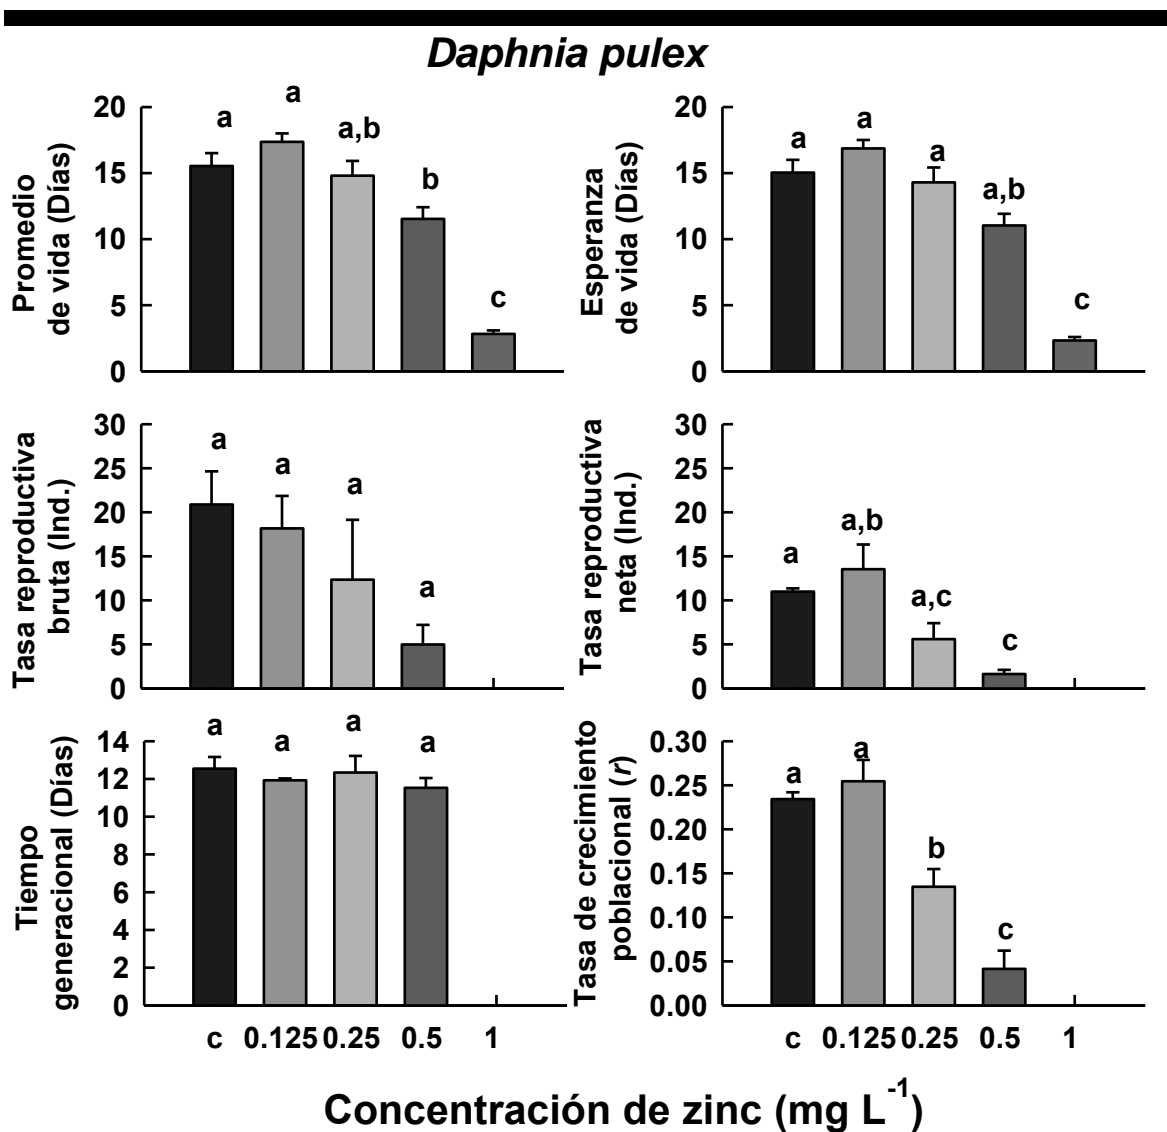 Daphnia pulex
Promedio
de vida (Días)
20
15
10
5
0
a
a
a,b
b
c
Esperanza
de vida (Días)
20
15
10
5
0
a
a
a
a,b
c
Tasa reproductiva
bruta (Ind.)
30
25
20
15
10
5
0
a
a
a
a
Tasa reproductiva
neta (Ind.)
30
25
20
15
10
5
0
a
a,b
a,c
c
Tiempo
generacional (Días)
14
12
10
8
6
4
2
0
a
a
a
a
c 0.125 0.25 0.5 1
Tasa de crecimiento
poblacional (r)
0.30
0.25
0.20
0.15
0.10
0.05
0.00
a
a
b
c
c 0.125 0.25 0.5 1
Concentración de zinc (mg L⁻¹)